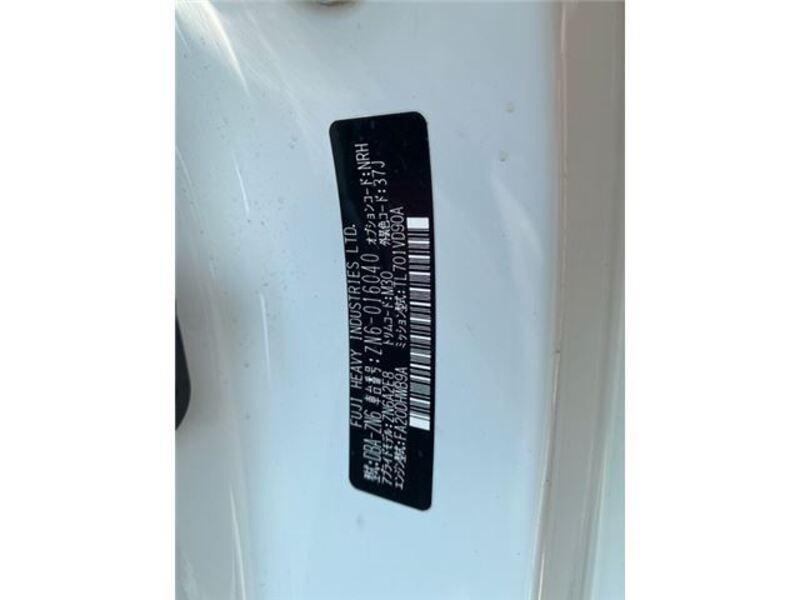 FUJI HEAVY INDUSTRIES LTD.
型式:DBA-ZN6 車台番号:ZN6-016040 オプションコード:NRH
アプライドモデル:ZN6A2E8 トリムコード:M30 外装色コード:37J
エンジン型式:FA20DHWB9A ミッション型式:TL701VD90A